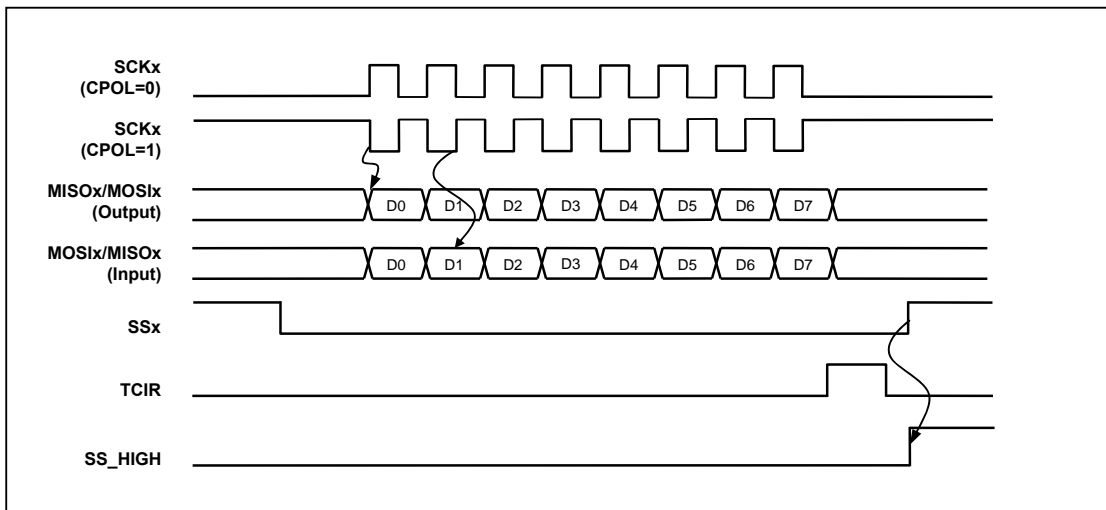 SCKx
(CPOL=0)
SCKx
(CPOL=1)
MISOx/MOSIx
(Output)
D0 D1 D2 D3 D4 D5 D6 D7
MOSIx/MISOx
(Input)
D0 D1 D2 D3 D4 D5 D6 D7
SSx
TCIR
SS_HIGH